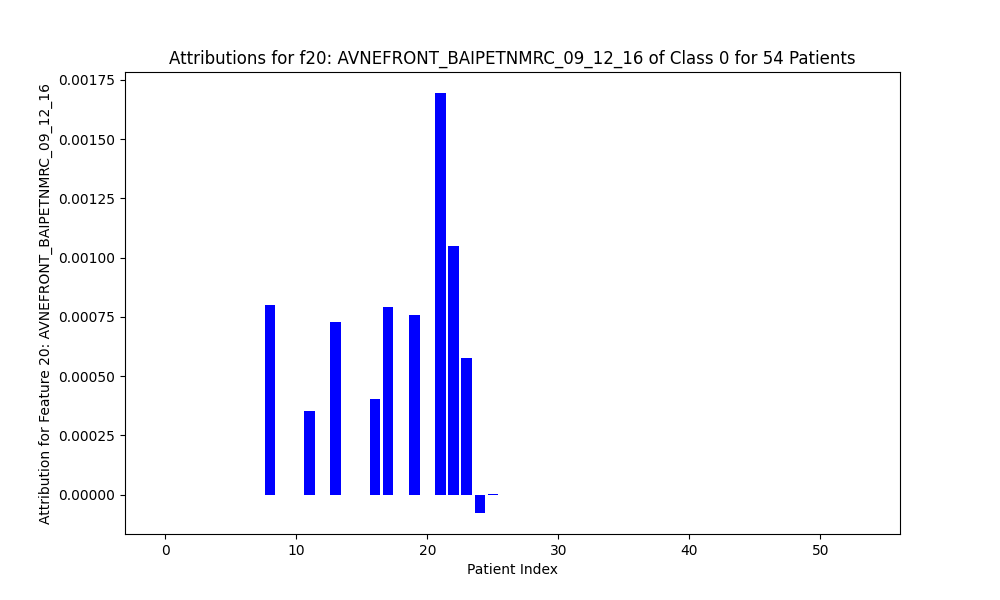 Attributions for f20: AVNEFRONT_BAIPETNMRC_09_12_16 of Class 0 for 54 Patients
Attribution for Feature 20: AVNEFRONT_BAIPETNMRC_09_12_16
0.00175
0.00150
0.00125
0.00100
0.00075
0.00050
0.00025
0.00000
0 10 20 30 40 50
Patient Index